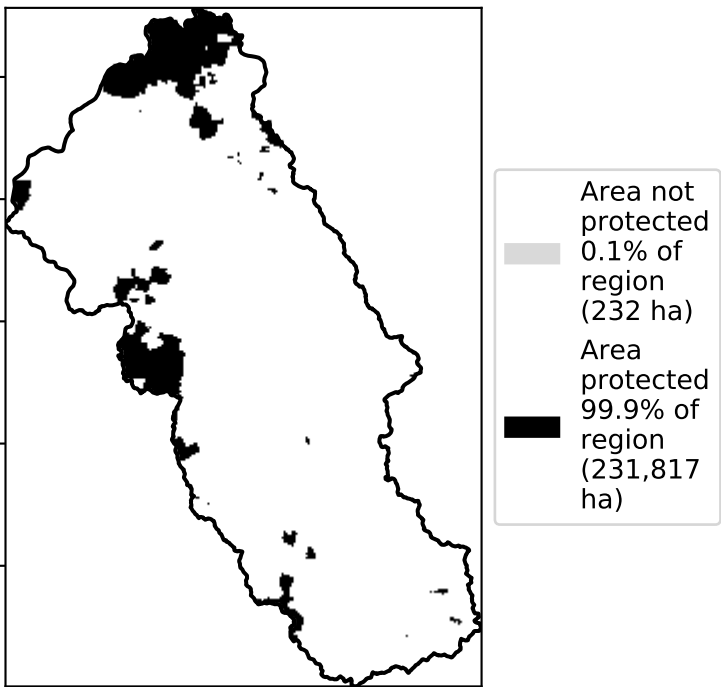 Area not
protected
0.1% of
region
(232 ha)
Area
protected
99.9% of
region
(231,817
ha)